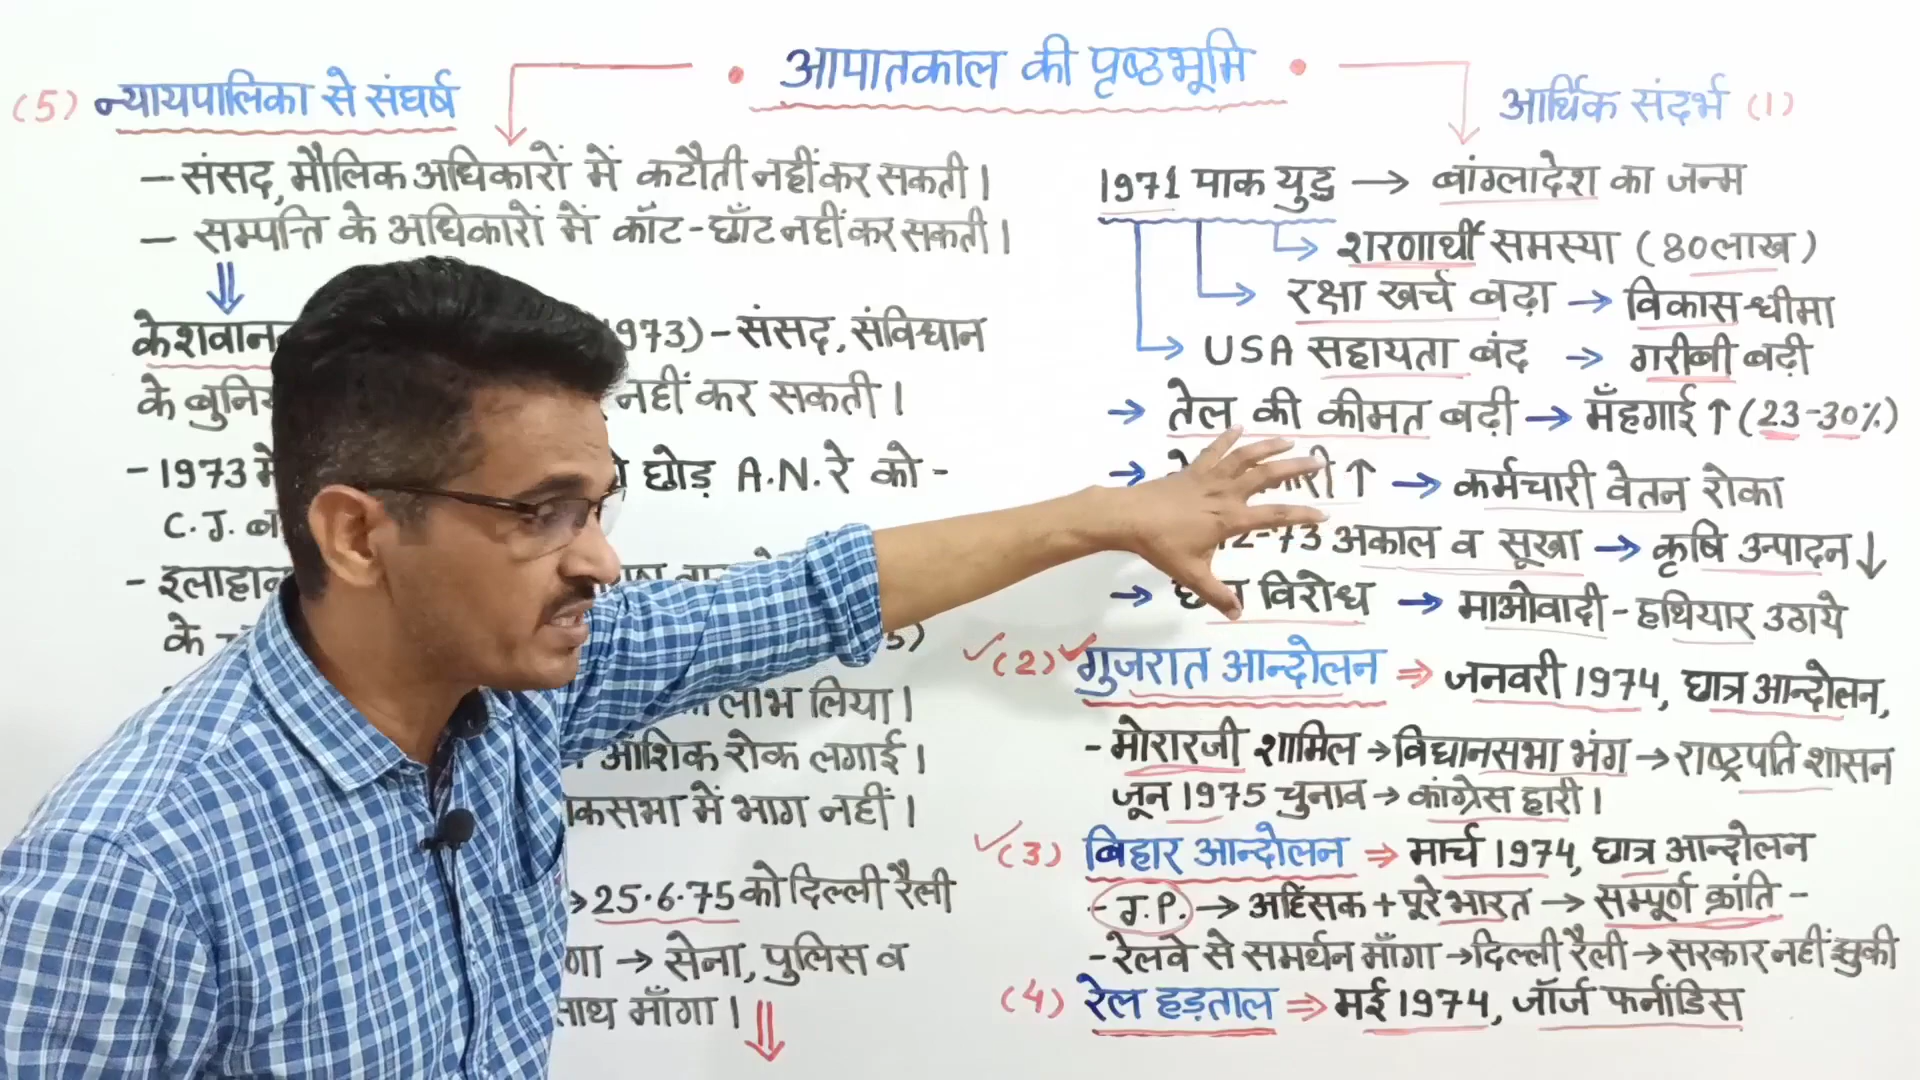 आपातकाल की पृष्ठभूमि
(5) न्यायपालिका से संघर्ष
– संसद, मौलिक अधिकारों में कटौती नहीं कर सकती।
– सम्पत्ति के अधिकारों में काँट-छाँट नहीं कर सकती।
केशवान 973) – संसद, संविधान
के नहीं कर सकती।
- 1973 में छोड़ A.N. रे को -
C.J.
- इलाहाब
के
लाभ लिया।
आंशिक रोक लगाई।
में भाग नहीं।
→ 25.6.75 को दिल्ली रैली
→ सेना, पुलिस व
साथ माँगा।
आर्थिक संदर्भ (1)
1971 पाक युद्ध → बांग्लादेश का जन्म
शरणार्थी समस्या (80 लाख)
रक्षा खर्च बढ़ा → विकास धीमा
USA सहायता बंद → गरीबी बढ़ी
→ तेल की कीमत बढ़ी → मँहगाई ↑ (23-30%)
→ ↑ → कर्मचारी वेतन रोका
-73 अकाल व सूखा → कृषि उत्पादन ↓
→ विरोध → माओवादी - हथियार उठाये
(2) गुजरात आन्दोलन ⇒ जनवरी 1974, छात्र आन्दोलन,
- मोरारजी शामिल → विधानसभा भंग → राष्ट्रपति शासन
जून 1975 चुनाव → कांग्रेस हारी।
(3) बिहार आन्दोलन ⇒ मार्च 1974, छात्र आन्दोलन
- J.P. → अहिंसक + पूरे भारत → सम्पूर्ण क्रांति -
- रेलवे से समर्थन माँगा → दिल्ली रैली → सरकार नहीं झुकी
(4) रेल हड़ताल ⇒ मई 1974, जॉर्ज फर्नांडिस